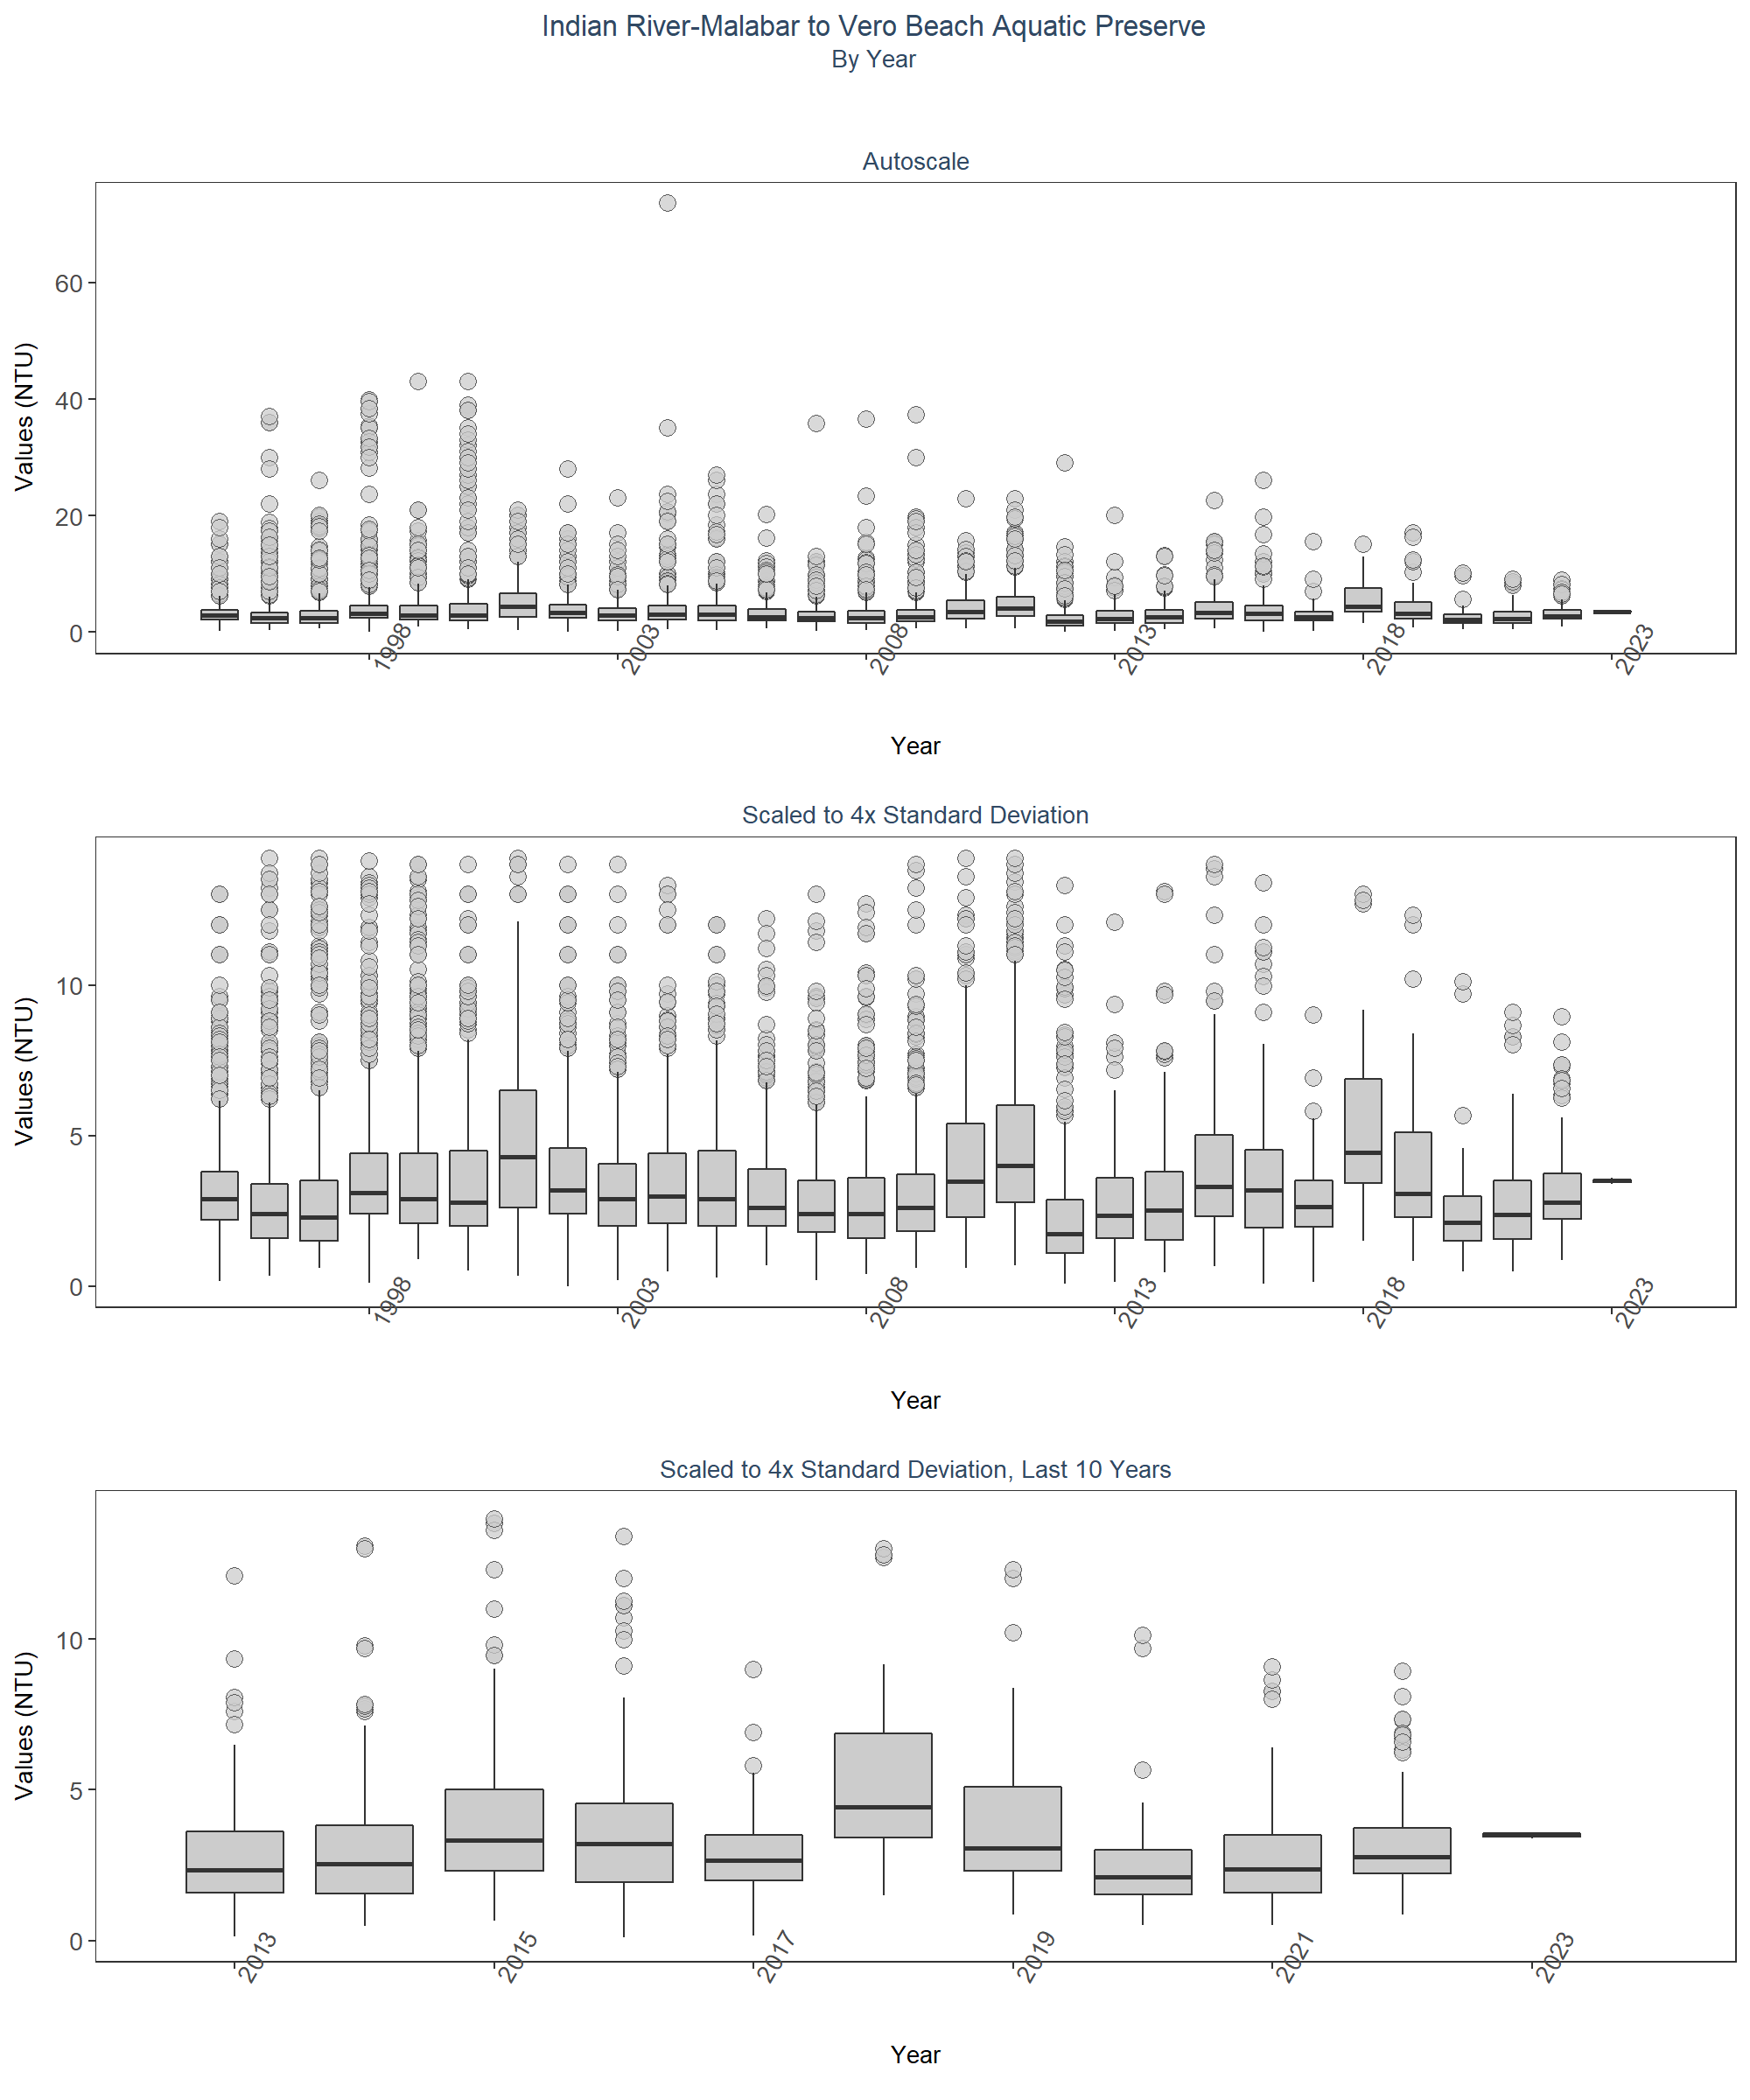 Indian River-Malabar to Vero Beach Aquatic Preserve
By Year
Autoscale
Values (NTU)
60
40
20
0
1998
2003
2008
2013
2018
2023
Year
Scaled to 4x Standard Deviation
Values (NTU)
10
5
0
1998
2003
2008
2013
2018
2023
Year
Scaled to 4x Standard Deviation, Last 10 Years
Values (NTU)
10
5
0
2013
2015
2017
2019
2021
2023
Year